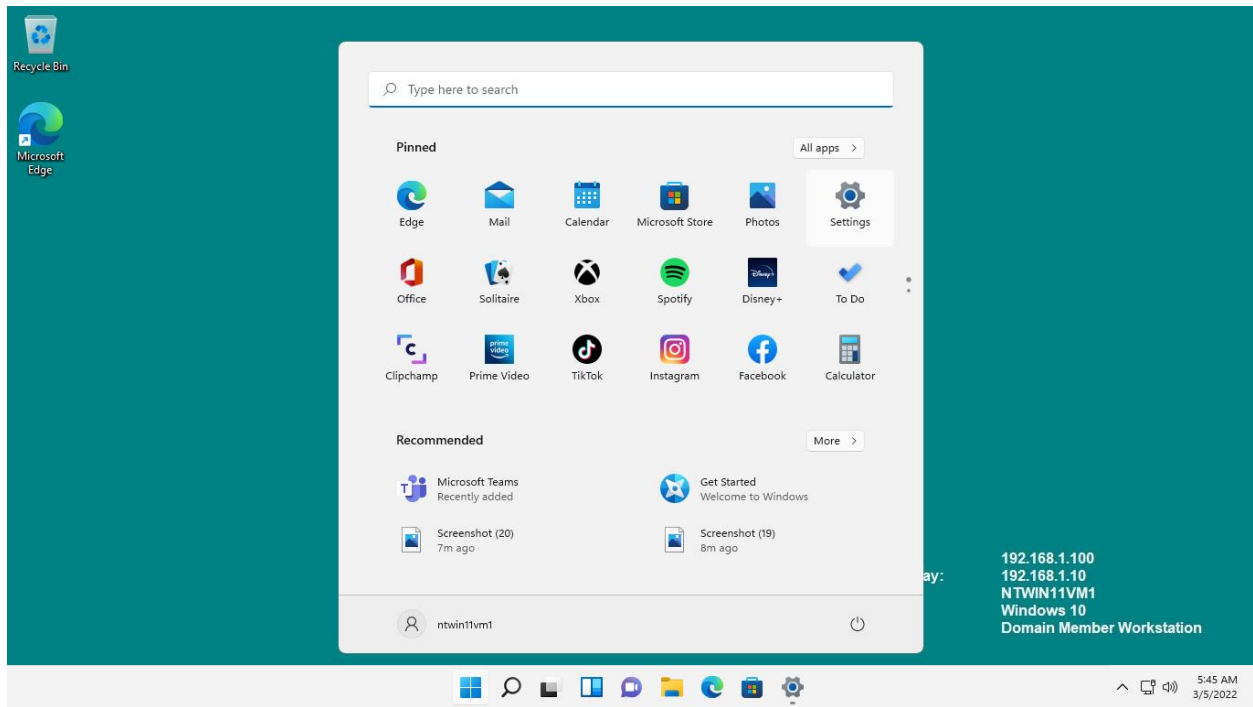 Recycle Bin
Microsoft
Edge
Type here to search
Pinned
All apps >
Edge
Mail
Calendar
Microsoft Store
Photos
Settings
Office
Solitaire
Xbox
Spotify
Disney+
Disney+
To Do
C
prime
video
Clipchamp
Prime Video
TikTok
Instagram
Facebook
Calculator
Recommended
More >
T
Microsoft Teams
Recently added
Get Started
Welcome to Windows
Screenshot (20)
7m ago
Screenshot (19)
8m ago
ntwin11vm1
192.168.1.100
ay: 192.168.1.10
NTWIN11VM1
Windows 10
Domain Member Workstation
5:45 AM
3/5/2022